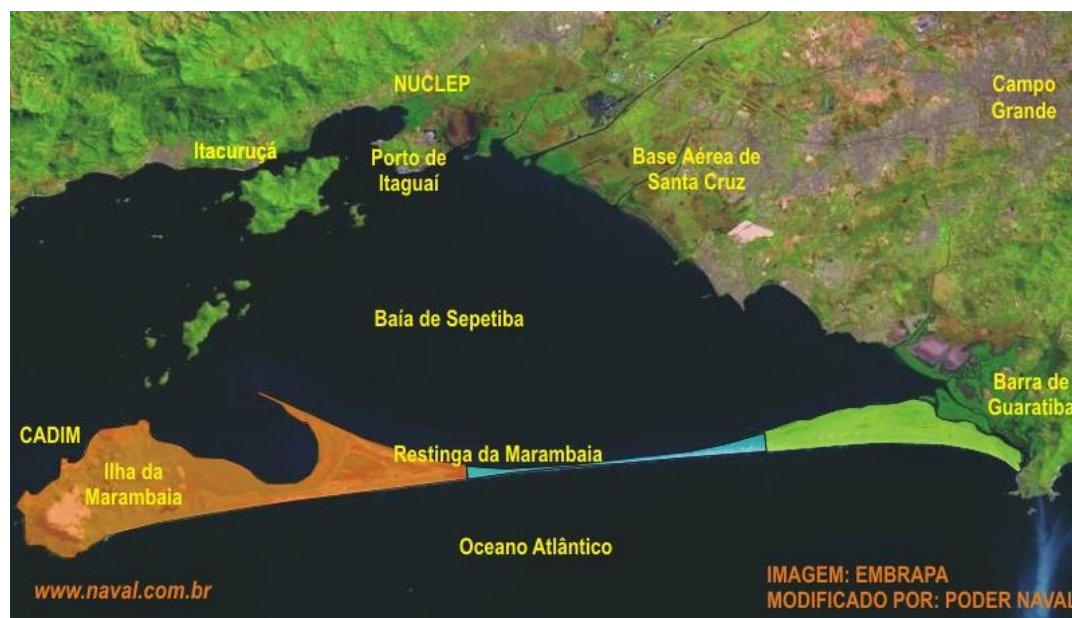 NUCLEP
Campo
Grande
Itacuruçá
Porto de
Itaguaí
Base Aérea de
Santa Cruz
Baía de Sepetiba
Barra de
Guaratiba
CADIM
Restinga da Marambaia
Ilha da
Marambaia
Oceano Atlântico
www.naval.com.br
IMAGEM: EMBRAPA
MODIFICADO POR: PODER NAVAL